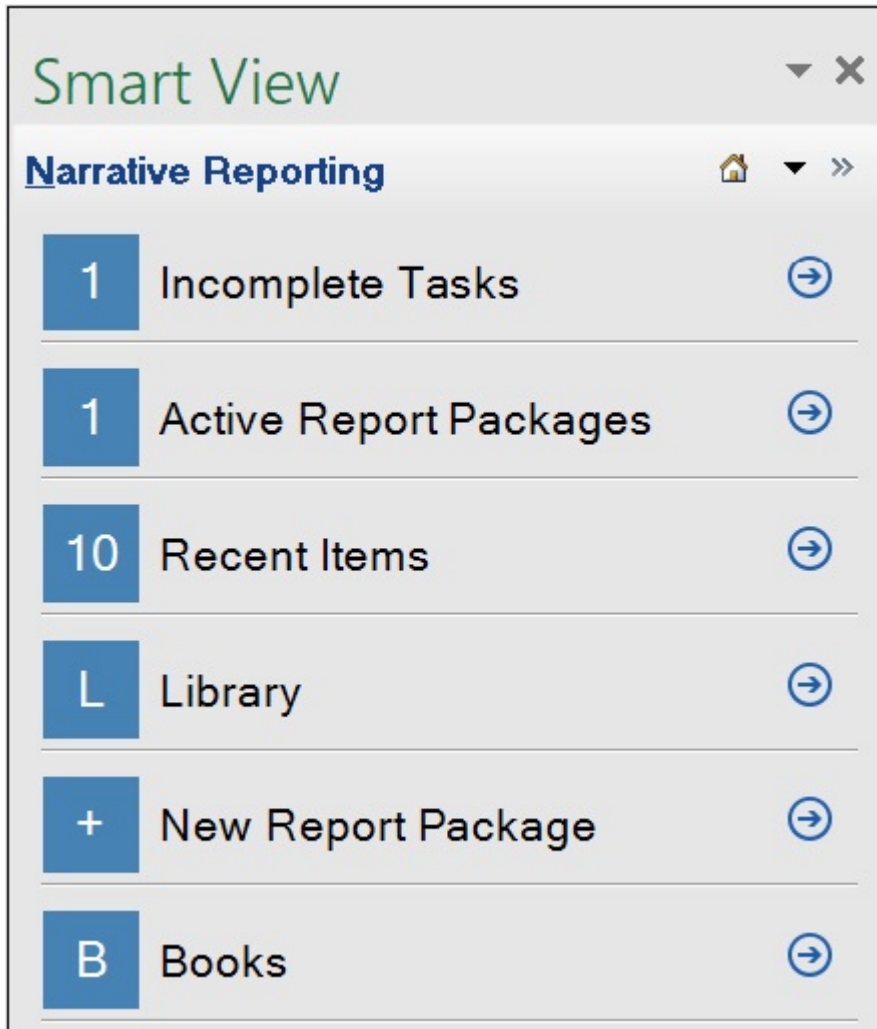 Smart View
Narrative Reporting
1 Incomplete Tasks
1 Active Report Packages
10 Recent Items
L Library
+ New Report Package
B Books